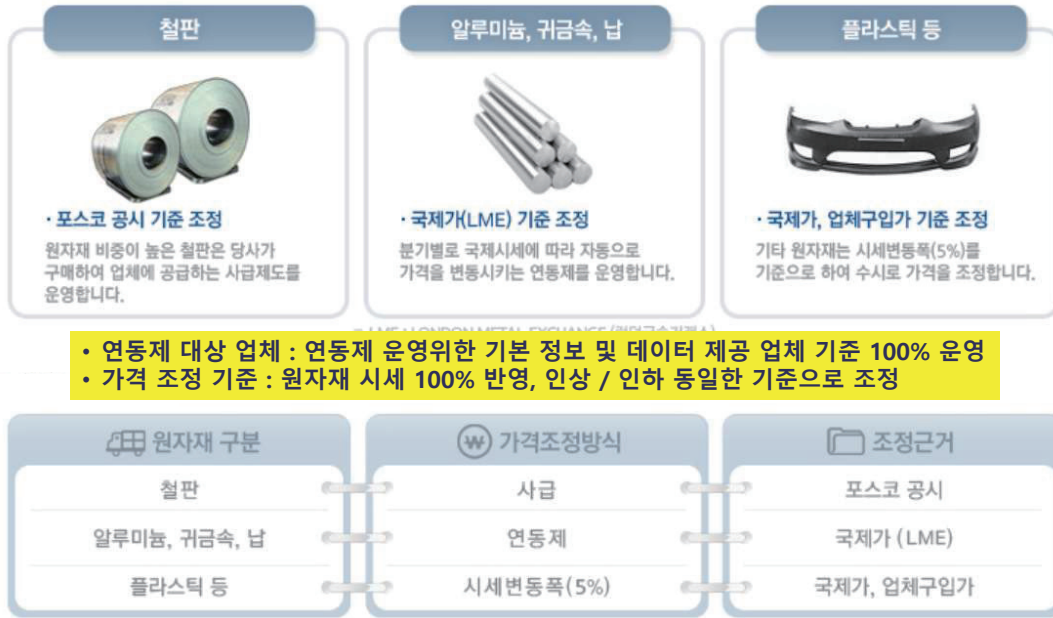 철판
알루미늄, 귀금속, 납
플라스틱 등
· 포스코 공시 기준 조정
원자재 비중이 높은 철판은 당사가
구매하여 업체에 공급하는 사급제도를
운영합니다.
· 국제가(LME) 기준 조정
분기별로 국제시세에 따라 자동으로
가격을 변동시키는 연동제를 운영합니다.
· 국제가, 업체구입가 기준 조정
기타 원자재는 시세변동폭(5%)를
기준으로 하여 수시로 가격을 조정합니다.
LME : LONDON METAL EXCHANGE
• 연동제 대상 업체 : 연동제 운영위한 기본 정보 및 데이터 제공 업체 기준 100% 운영
• 가격 조정 기준 : 원자재 시세 100% 반영, 인상 / 인하 동일한 기준으로 조정
원자재 구분
₩ 가격조정방식
조정근거
철판
사급
포스코 공시
알루미늄, 귀금속, 납
연동제
국제가 (LME)
플라스틱 등
시세변동폭(5%)
국제가, 업체구입가